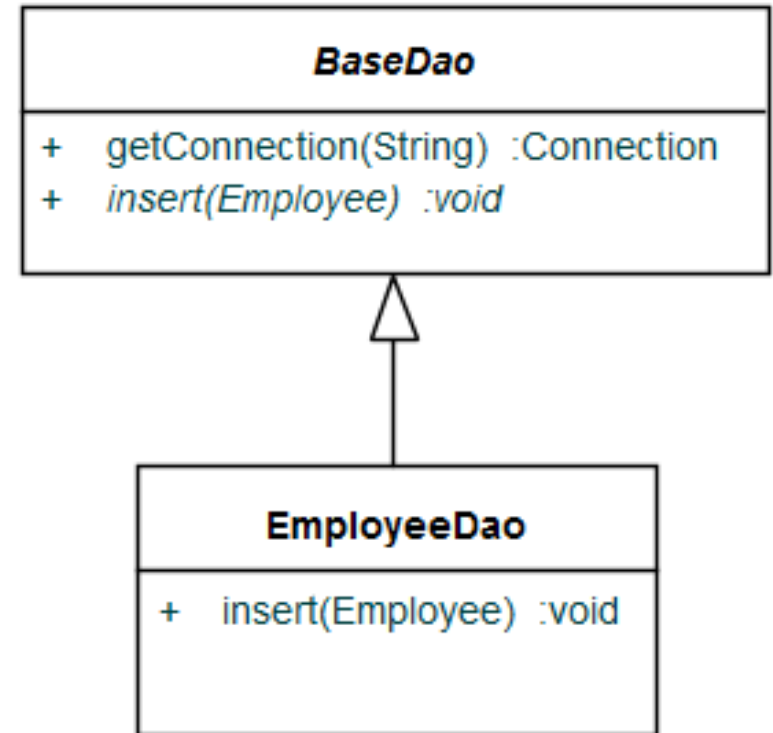 BaseDao
+ getConnection(String) :Connection
+ insert(Employee) :void
EmployeeDao
+ insert(Employee) :void